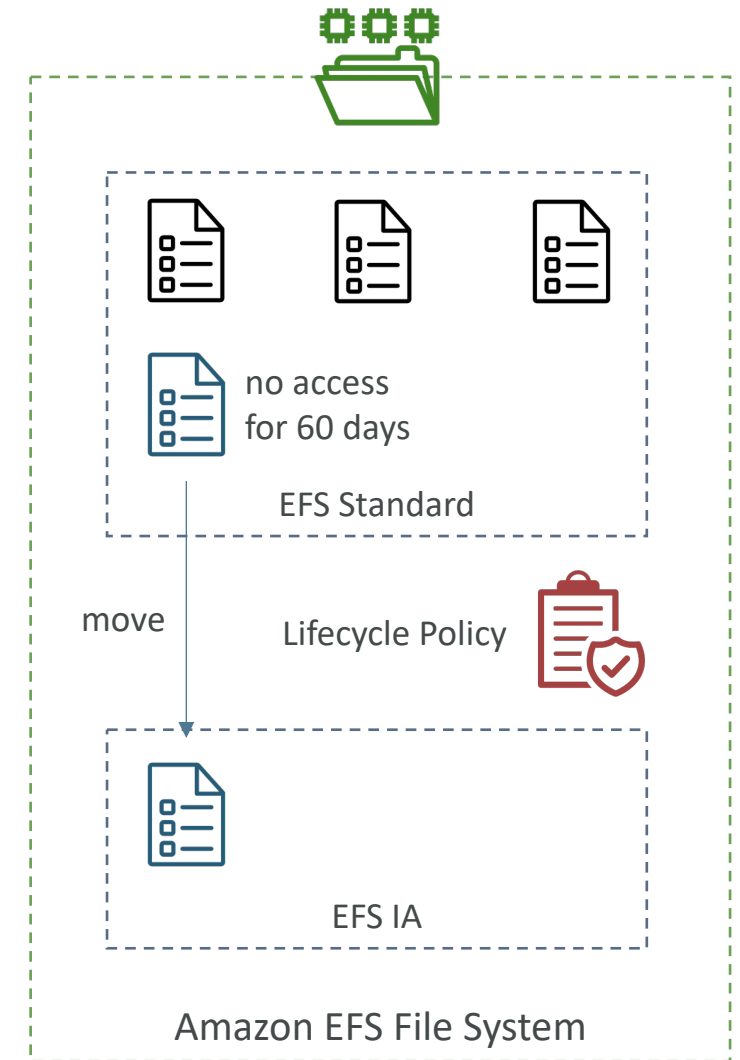 no access
for 60 days
EFS Standard
move
Lifecycle Policy
EFS IA
Amazon EFS File System